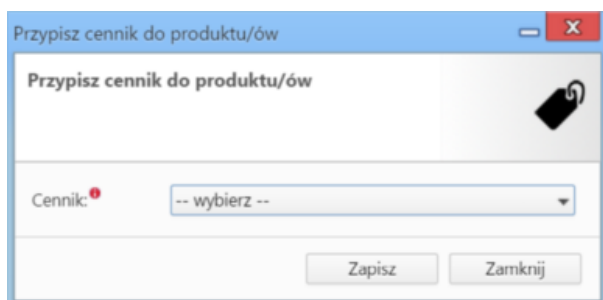 Przypisz cennik do produktu/ów
Przypisz cennik do produktu/ów
Cennik:
-- wybierz --
Zapisz Zamknij